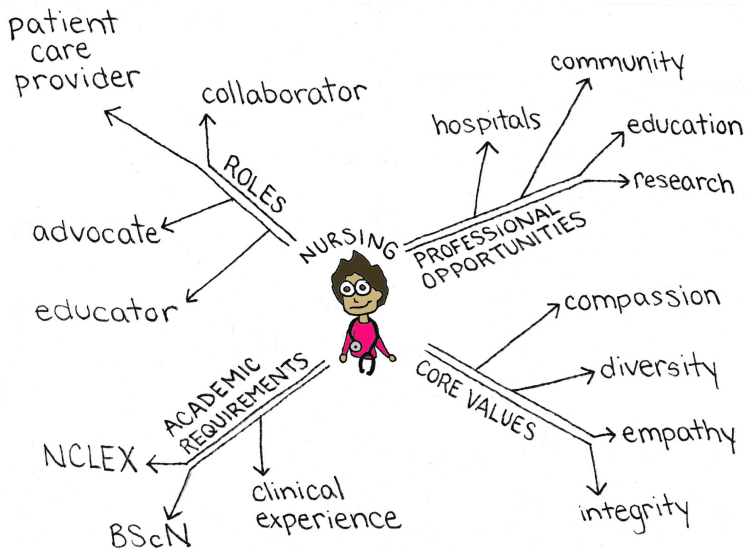 patient
care
provider
collaborator
ROLES
advocate
educator
NURSING
hospitals
community
education
research
PROFESSIONAL
OPPORTUNITIES
compassion
diversity
empathy
integrity
CORE VALUES
ACADEMIC
REQUIREMENTS
NCLEX
BScN
clinical
experience